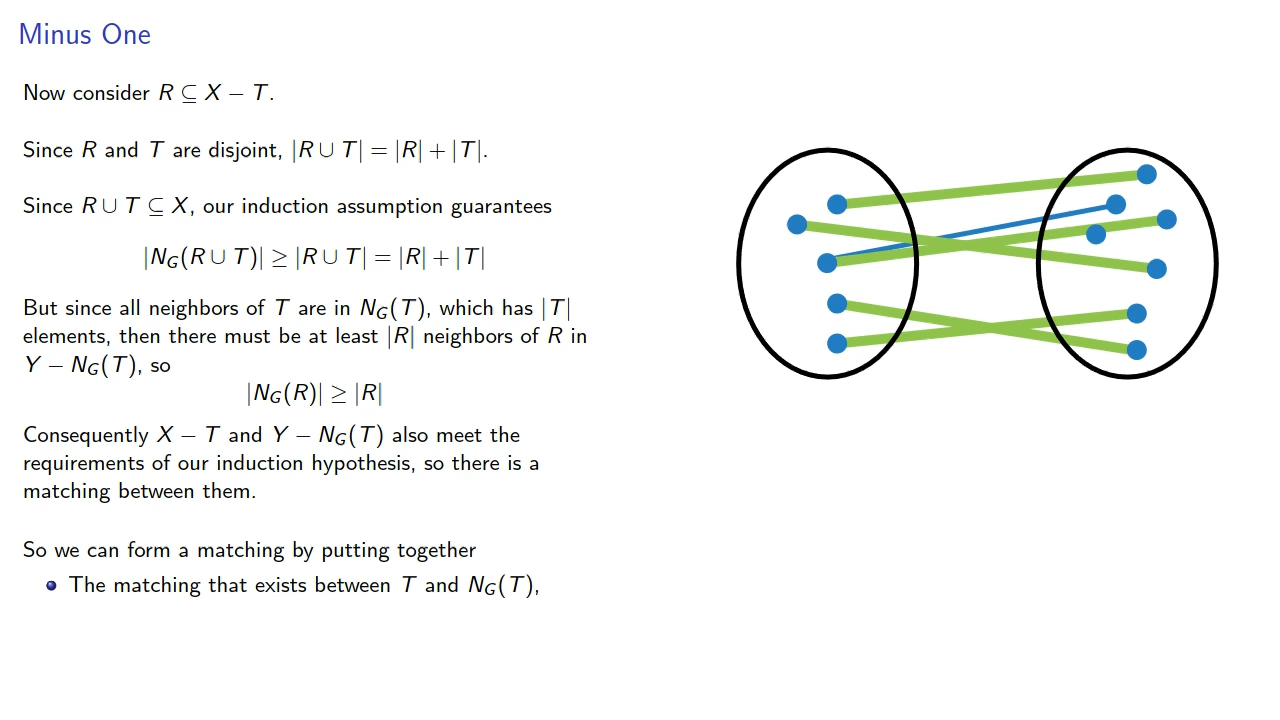 Minus One
Now consider R ⊆ X − T.
Since R and T are disjoint, |R ∪ T| = |R| + |T|.
Since R ∪ T ⊆ X, our induction assumption guarantees
|N_G(R ∪ T)| ≥ |R ∪ T| = |R| + |T|
But since all neighbors of T are in N_G(T), which has |T|
elements, then there must be at least |R| neighbors of R in
Y − N_G(T), so
|N_G(R)| ≥ |R|
Consequently X − T and Y − N_G(T) also meet the
requirements of our induction hypothesis, so there is a
matching between them.
So we can form a matching by putting together
The matching that exists between T and N_G(T),